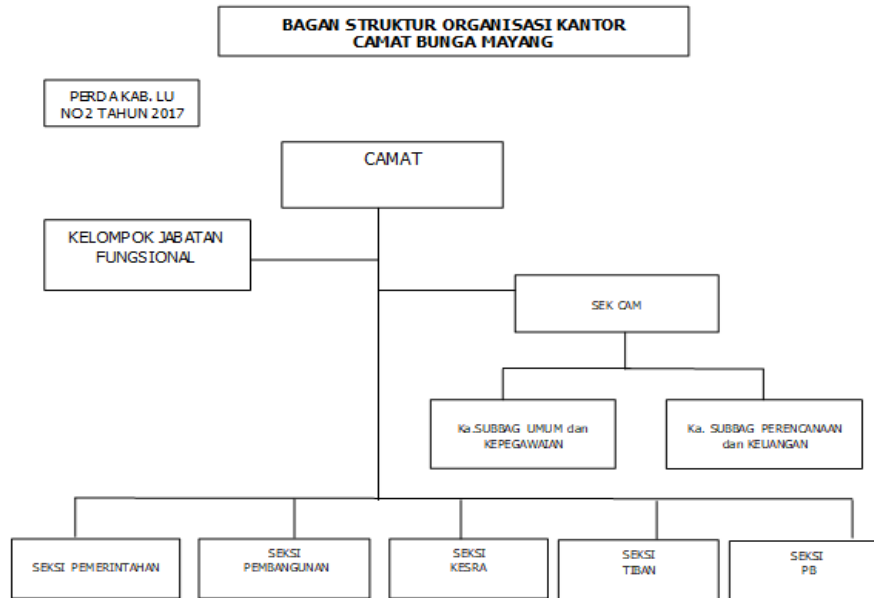 BAGAN STRUKTUR ORGANISASI KANTOR
CAMAT BUNGA MAYANG
PERDA KAB. LU
NO 2 TAHUN 2017
CAMAT
KELOMPOK JABATAN
FUNGSIONAL
SEK CAM
Ka.SUBBAG UMUM dan
KEPEGAWAIAN
Ka. SUBBAG PERENCANAAN
dan KEUANGAN
SEKSI PEMERINTAHAN
SEKSI
PEMBANGUNAN
SEKSI
KESRA
SEKSI
TIBAN
SEKSI
PB